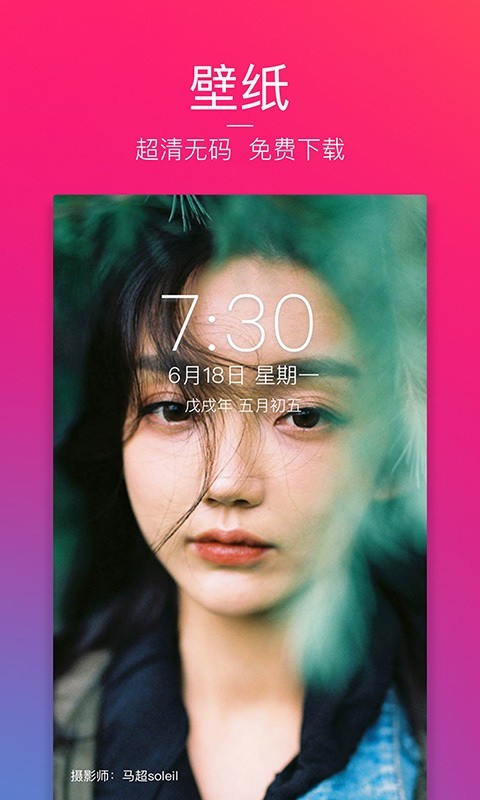 壁纸
超清无码 免费下载
7:30
6月18日 星期一
戊戌年 五月初五
摄影师：马超soleil